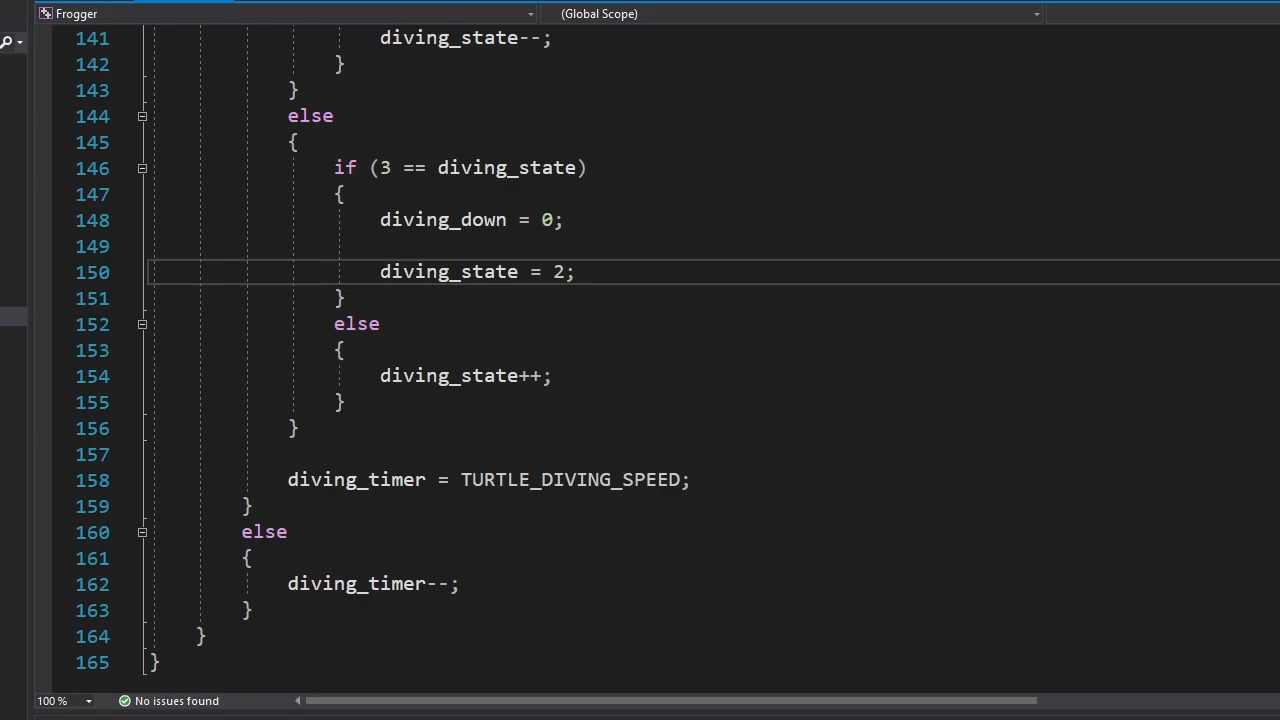 Frogger (Global Scope)
141 diving_state--;
142 }
143 }
144 else
145 {
146 if (3 == diving_state)
147 {
148 diving_down = 0;
149
150 diving_state = 2;
151 }
152 else
153 {
154 diving_state++;
155 }
156 }
157
158 diving_timer = TURTLE_DIVING_SPEED;
159 }
160 else
161 {
162 diving_timer--;
163 }
164 }
165 }
100 % No issues found